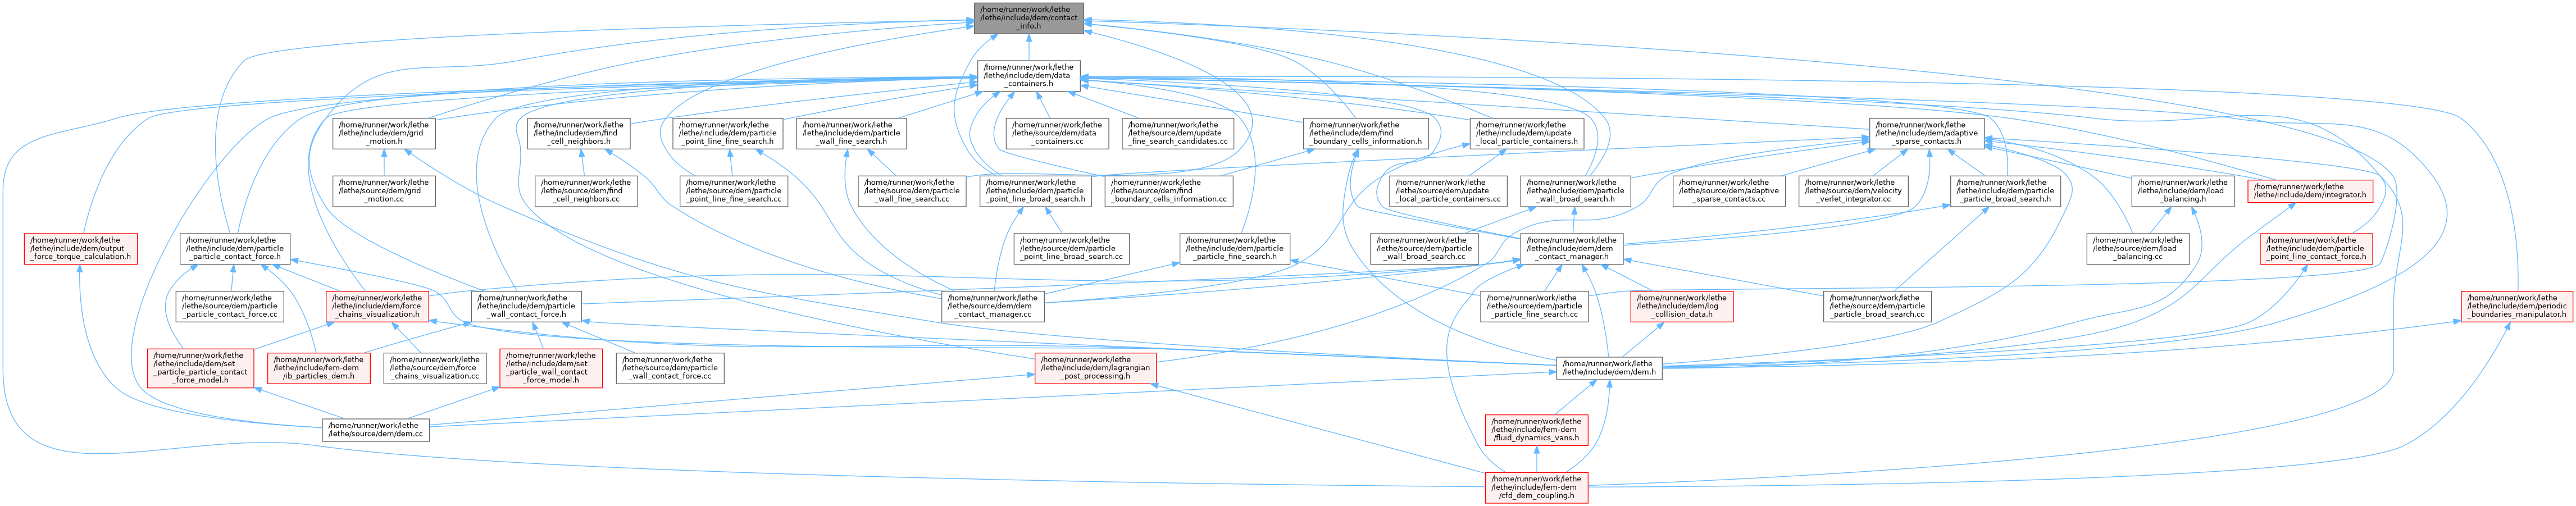 /home/runner/work/lethe
/lethe/include/dem/contact
_info.h
/home/runner/work/lethe
/lethe/include/dem/data
_containers.h
/home/runner/work/lethe
/lethe/include/dem/grid
_motion.h
/home/runner/work/lethe
/lethe/include/dem/find
_cell_neighbors.h
/home/runner/work/lethe
/lethe/include/dem/particle
_point_line_fine_search.h
/home/runner/work/lethe
/lethe/include/dem/particle
_wall_fine_search.h
/home/runner/work/lethe
/lethe/source/dem/data
_containers.cc
/home/runner/work/lethe
/lethe/source/dem/update
_fine_search_candidates.cc
/home/runner/work/lethe
/lethe/include/dem/find
_boundary_cells_information.h
/home/runner/work/lethe
/lethe/include/dem/update
_local_particle_containers.h
/home/runner/work/lethe
/lethe/include/dem/adaptive
_sparse_contacts.h
/home/runner/work/lethe
/lethe/source/dem/grid
_motion.cc
/home/runner/work/lethe
/lethe/source/dem/find
_cell_neighbors.cc
/home/runner/work/lethe
/lethe/source/dem/particle
_point_line_fine_search.cc
/home/runner/work/lethe
/lethe/source/dem/particle
_wall_fine_search.cc
/home/runner/work/lethe
/lethe/include/dem/particle
_point_line_broad_search.h
/home/runner/work/lethe
/lethe/source/dem/find
_boundary_cells_information.cc
/home/runner/work/lethe
/lethe/source/dem/update
_local_particle_containers.cc
/home/runner/work/lethe
/lethe/include/dem/particle
_wall_broad_search.h
/home/runner/work/lethe
/lethe/source/dem/adaptive
_sparse_contacts.cc
/home/runner/work/lethe
/lethe/source/dem/velocity
_verlet_integrator.cc
/home/runner/work/lethe
/lethe/include/dem/particle
_particle_broad_search.h
/home/runner/work/lethe
/lethe/include/dem/load
_balancing.h
/home/runner/work/lethe
/lethe/include/dem/integrator.h
/home/runner/work/lethe
/lethe/include/dem/output
_force_torque_calculation.h
/home/runner/work/lethe
/lethe/include/dem/particle
_particle_contact_force.h
/home/runner/work/lethe
/lethe/source/dem/particle
_point_line_broad_search.cc
/home/runner/work/lethe
/lethe/include/dem/particle
_particle_fine_search.h
/home/runner/work/lethe
/lethe/source/dem/particle
_wall_broad_search.cc
/home/runner/work/lethe
/lethe/include/dem/dem
_contact_manager.h
/home/runner/work/lethe
/lethe/source/dem/load
_balancing.cc
/home/runner/work/lethe
/lethe/include/dem/particle
_point_line_contact_force.h
/home/runner/work/lethe
/lethe/source/dem/particle
_particle_contact_force.cc
/home/runner/work/lethe
/lethe/include/dem/force
_chains_visualization.h
/home/runner/work/lethe
/lethe/include/dem/particle
_wall_contact_force.h
/home/runner/work/lethe
/lethe/source/dem/dem
_contact_manager.cc
/home/runner/work/lethe
/lethe/source/dem/particle
_particle_fine_search.cc
/home/runner/work/lethe
/lethe/include/dem/log
_collision_data.h
/home/runner/work/lethe
/lethe/source/dem/particle
_particle_broad_search.cc
/home/runner/work/lethe
/lethe/include/dem/periodic
_boundaries_manipulator.h
/home/runner/work/lethe
/lethe/include/dem/set
_particle_particle_contact
_force_model.h
/home/runner/work/lethe
/lethe/include/fem-dem
/ib_particles_dem.h
/home/runner/work/lethe
/lethe/source/dem/force
_chains_visualization.cc
/home/runner/work/lethe
/lethe/include/dem/set
_particle_wall_contact
_force_model.h
/home/runner/work/lethe
/lethe/source/dem/particle
_wall_contact_force.cc
/home/runner/work/lethe
/lethe/include/dem/lagrangian
_post_processing.h
/home/runner/work/lethe
/lethe/include/dem/dem.h
/home/runner/work/lethe
/lethe/source/dem/dem.cc
/home/runner/work/lethe
/lethe/include/fem-dem
/fluid_dynamics_vans.h
/home/runner/work/lethe
/lethe/include/fem-dem
/cfd_dem_coupling.h